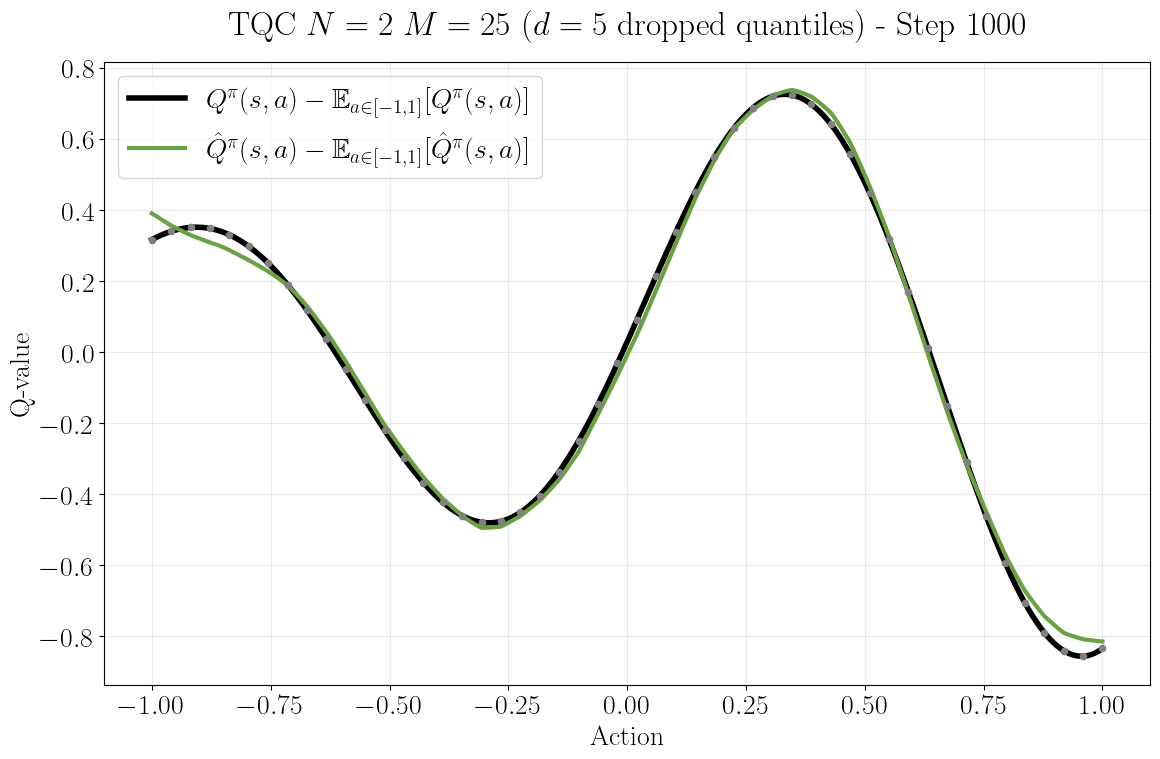 TQC N = 2 M = 25 (d = 5 dropped quantiles) - Step 1000
Q^π(s, a) − 𝔼_{a∈[−1,1]}[Q^π(s, a)]
Q̂^π(s, a) − 𝔼_{a∈[−1,1]}[Q̂^π(s, a)]
0.8
0.6
0.4
0.2
0.0
−0.2
−0.4
−0.6
−0.8
Q-value
−1.00 −0.75 −0.50 −0.25 0.00 0.25 0.50 0.75 1.00
Action